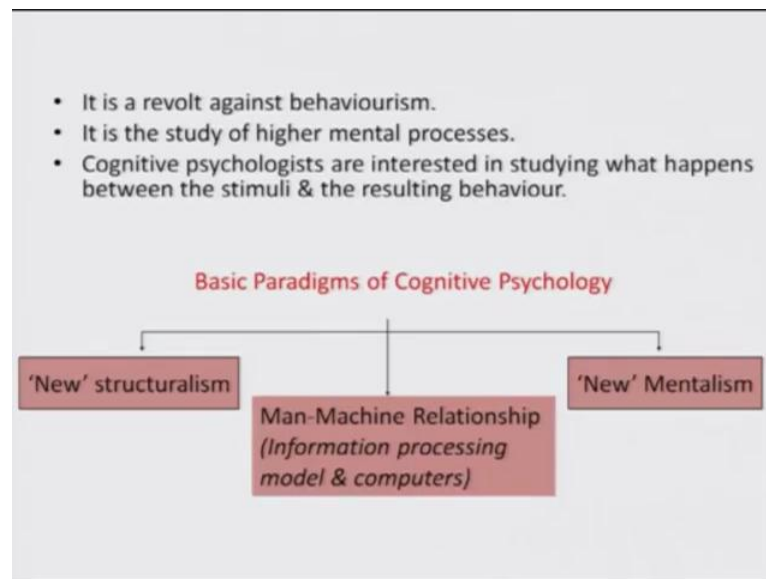 • It is a revolt against behaviourism.
• It is the study of higher mental processes.
• Cognitive psychologists are interested in studying what happens
between the stimuli & the resulting behaviour.
Basic Paradigms of Cognitive Psychology
‘New’ structuralism
Man-Machine Relationship
(Information processing
model & computers)
‘New’ Mentalism